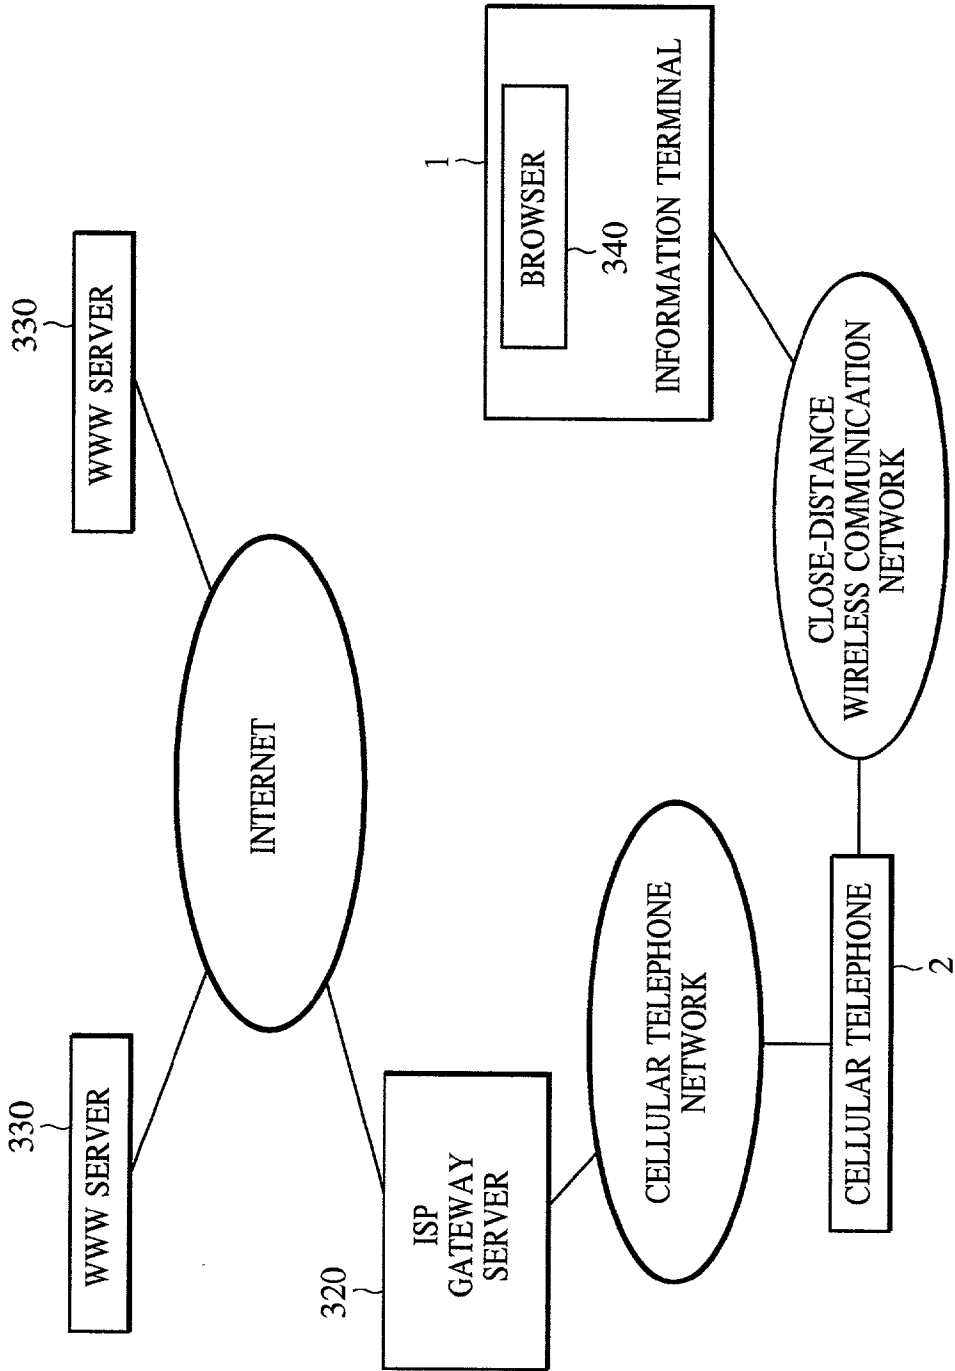 330
WWW SERVER
330
WWW SERVER
INTERNET
320
ISP
GATEWAY
SERVER
1
BROWSER
340
INFORMATION TERMINAL
CELLULAR TELEPHONE
NETWORK
CLOSE-DISTANCE
WIRELESS COMMUNICATION
NETWORK
CELLULAR TELEPHONE
2